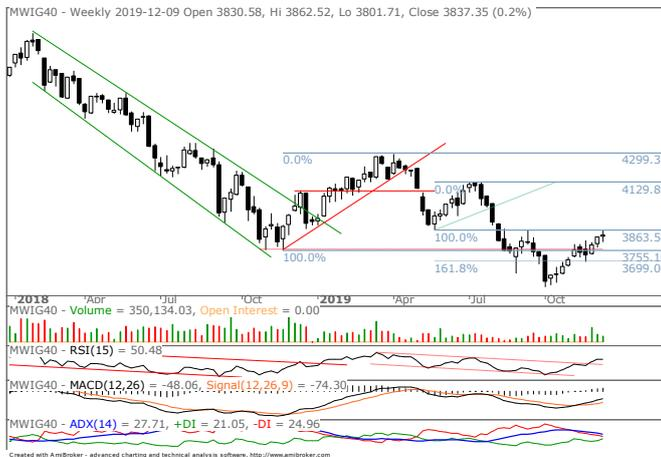 MWIG40 - Weekly 2019-12-09 Open 3830.58, Hi 3862.52, Lo 3801.71, Close 3837.35 (0.2%)
0.0%
4299.3
0.0%
4129.8
100.0%
3863.5
100.0%
3755.1
161.8%
3699.0
2018 'Apr 'Jul 'Oct 2019 'Apr 'Jul 'Oct
MWIG40 - Volume = 350,134.03, Open Interest = 0.00
MWIG40 - RSI(15) = 50.48
MWIG40 - MACD(12,26) = -48.06, Signal(12,26,9) = -74.30
MWIG40 - ADX(14) = 27.71, +DI = 21.05, -DI = 24.96
Created with AmiBroker - advanced charting and technical analysis software. http://www.amibroker.com